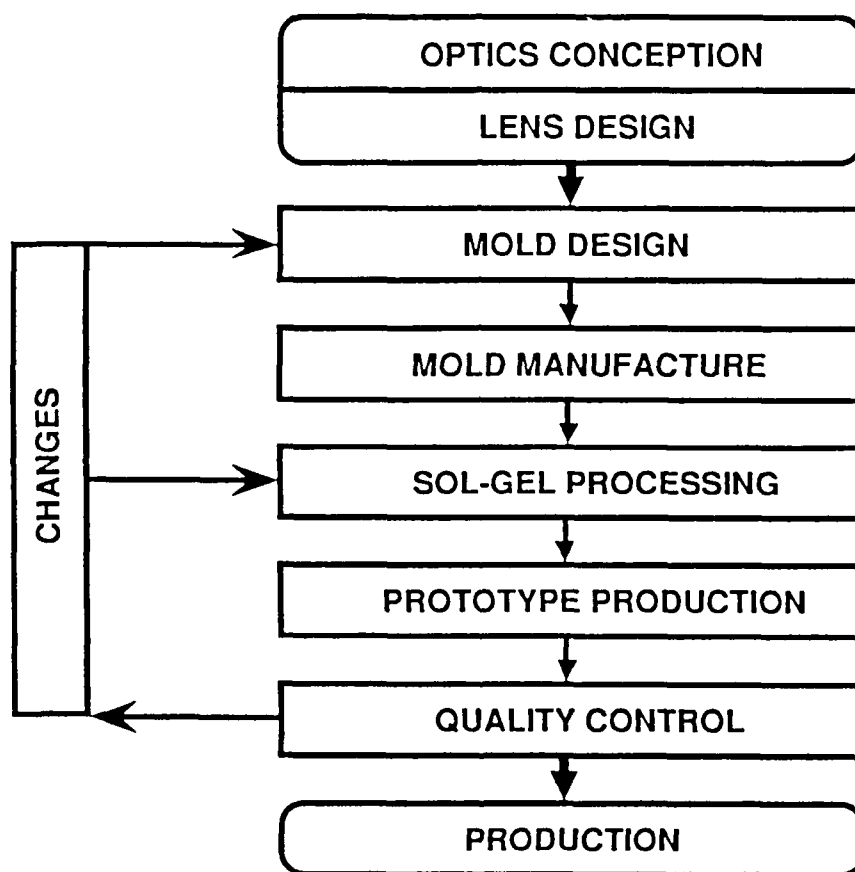 OPTICS CONCEPTION
LENS DESIGN
MOLD DESIGN
MOLD MANUFACTURE
CHANGES
SOL-GEL PROCESSING
PROTOTYPE PRODUCTION
QUALITY CONTROL
PRODUCTION